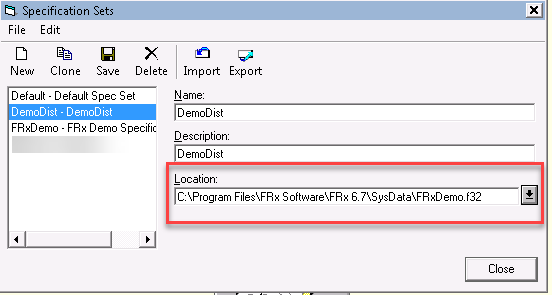 Specification Sets
File Edit
New Clone Save Delete Import Export
Default - Default Spec Set
DemoDist - DemoDist
FRxDemo - FRx Demo Specific
Name:
DemoDist
Description:
DemoDist
Location:
C:\Program Files\FRx Software\FRx 6.7\SysData\FRxDemo.f32
Close